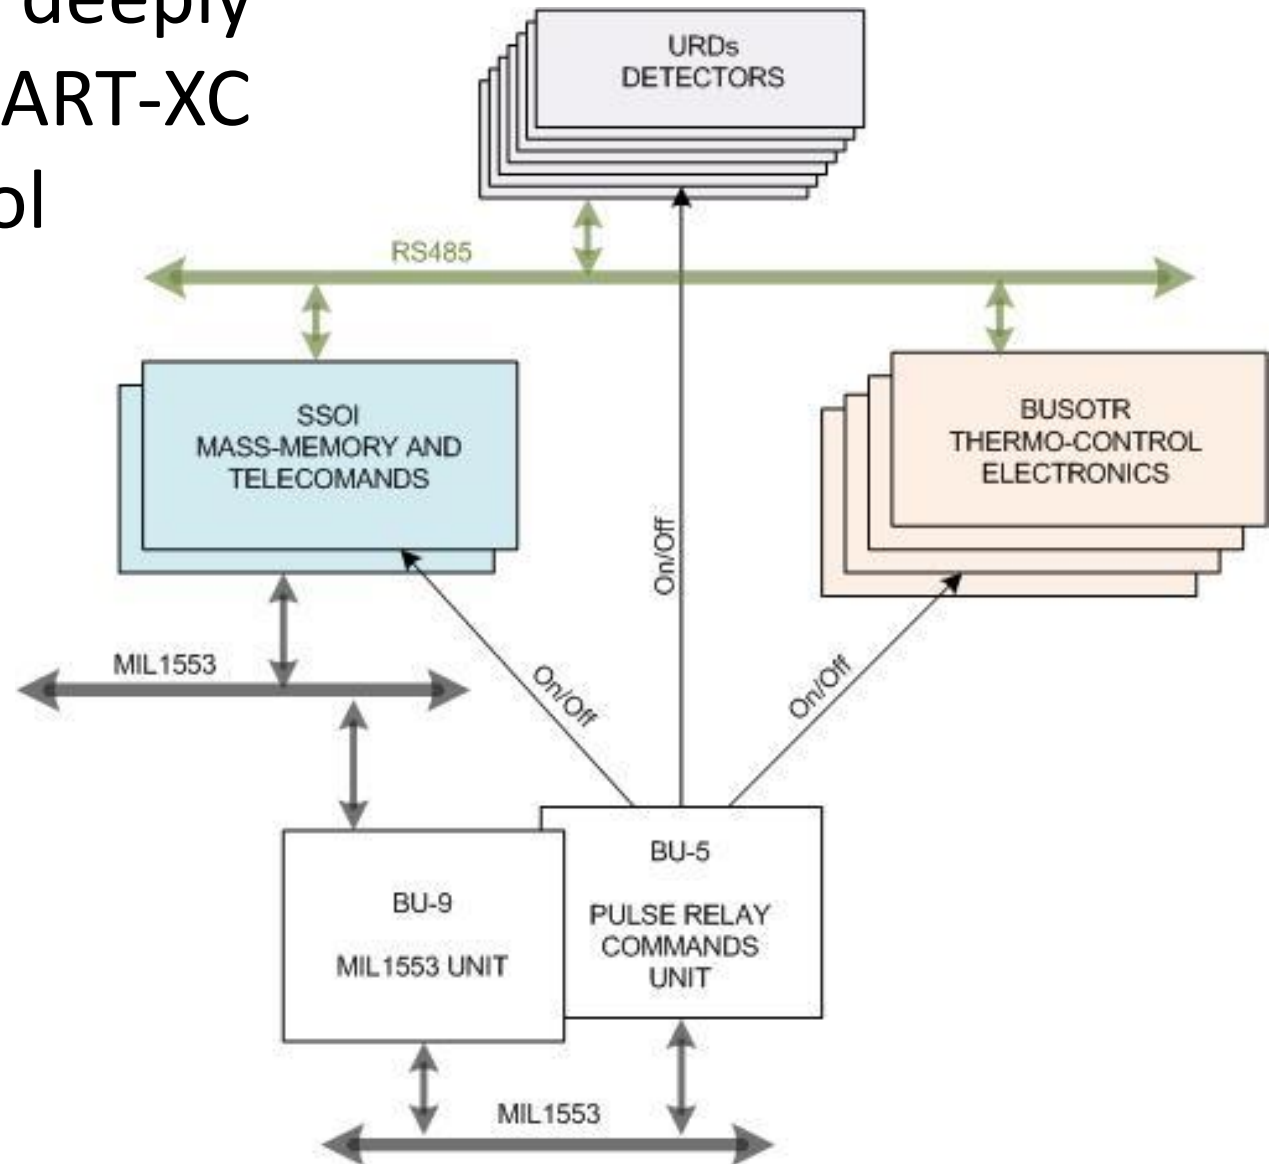 deeply
ART-XC
ol
URDs
DETECTORS
RS485
SSOI
MASS-MEMORY AND
TELECOMANDS
BUSOTR
THERMO-CONTROL
ELECTRONICS
On/Off
On/Off
On/Off
MIL1553
BU-5
PULSE RELAY
COMMANDS
UNIT
BU-9
MIL1553 UNIT
MIL1553